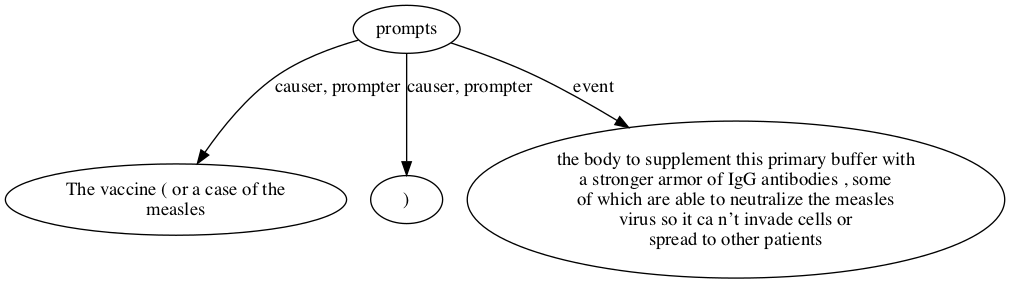 prompts
causer, prompter
causer, prompter
event
The vaccine ( or a case of the
measles
)
the body to supplement this primary buffer with
a stronger armor of IgG antibodies , some
of which are able to neutralize the measles
virus so it ca n't invade cells or
spread to other patients